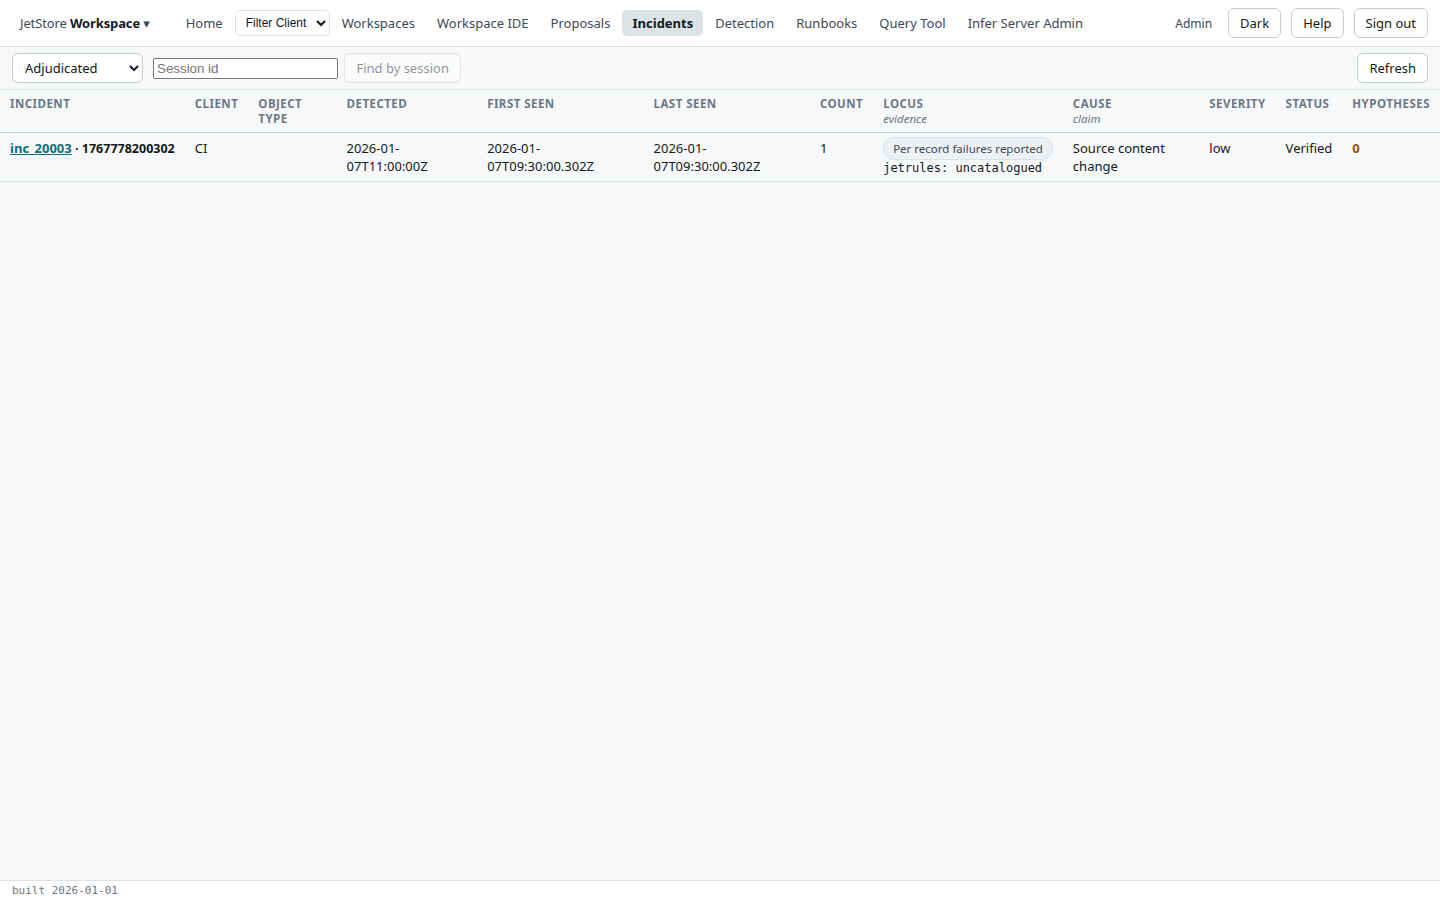 JetStore Workspace ▾ Home Filter Client Workspaces Workspace IDE Proposals Incidents Detection Runbooks Query Tool Infer Server Admin Admin Dark Help Sign out
Adjudicated Session id Find by session Refresh
INCIDENT CLIENT OBJECT TYPE DETECTED FIRST SEEN LAST SEEN COUNT LOCUS evidence CAUSE claim SEVERITY STATUS HYPOTHESES
inc_20003 · 1767778200302 CI 2026-01-07T11:00:00Z 2026-01-07T09:30:00.302Z 2026-01-07T09:30:00.302Z 1 Per record failures reported jetrules: uncatalogued Source content change low Verified 0
built 2026-01-01